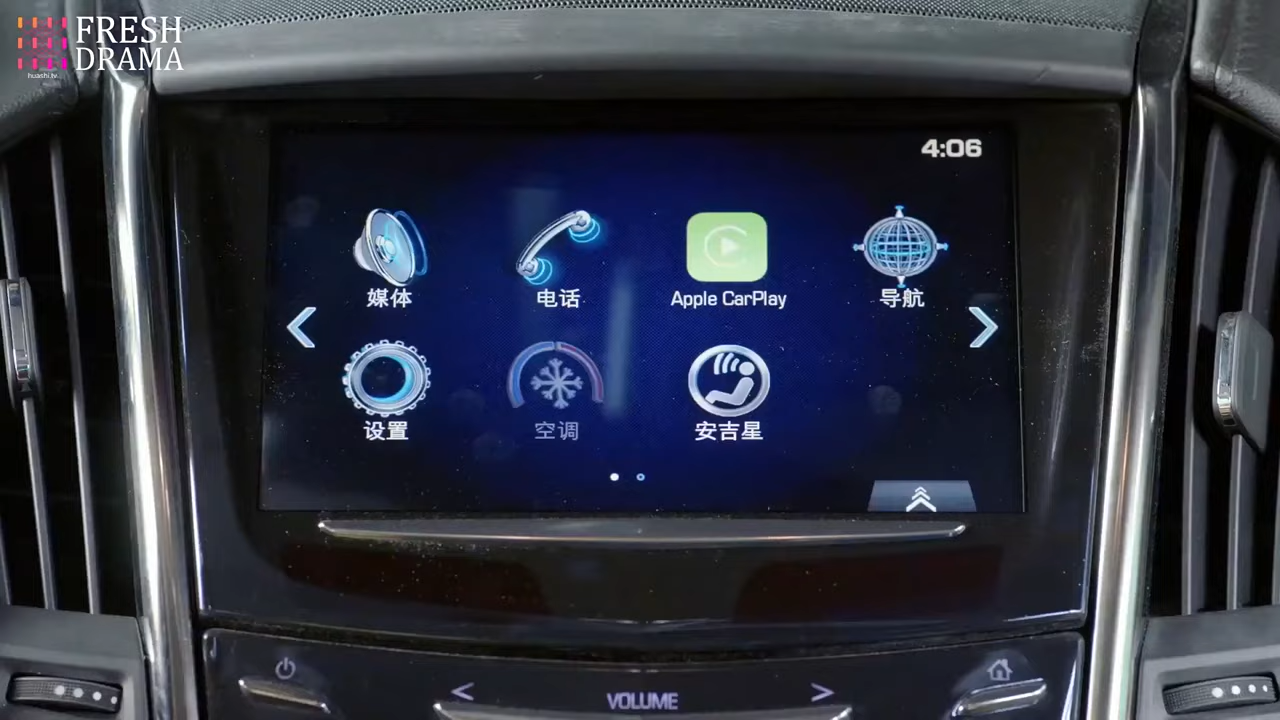 FRESH
DRAMA
huashi.tv
4:06
媒体
电话
Apple CarPlay
导航
设置
空调
安吉星
VOLUME